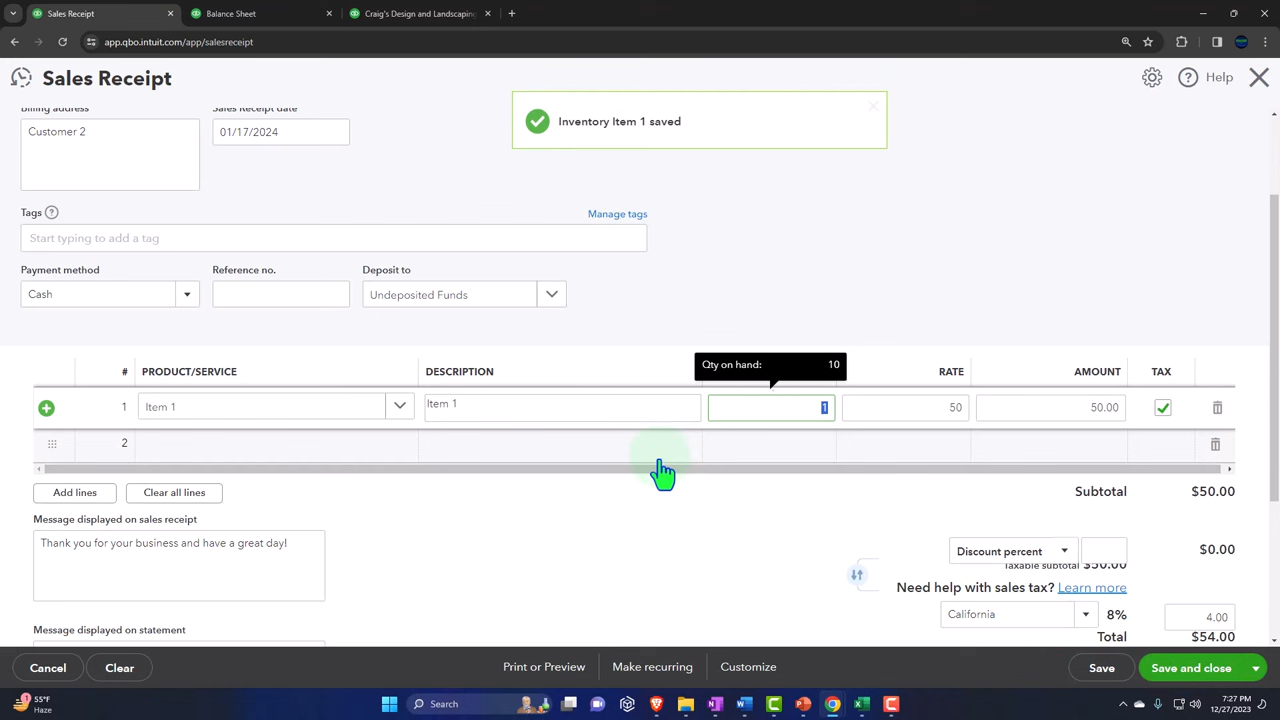 Sales Receipt
Balance Sheet
Craig's Design and Landscaping
app.qbo.intuit.com/app/salesreceipt
Sales Receipt
Help
Inventory Item 1 saved
Billing address
Sales Receipt date
Customer 2
01/17/2024
Tags
Manage tags
Start typing to add a tag
Payment method
Reference no.
Deposit to
Cash
Undeposited Funds
Qty on hand: 10
# PRODUCT/SERVICE DESCRIPTION RATE AMOUNT TAX
1 Item 1 Item 1 1 50 50.00
2
Add lines
Clear all lines
Subtotal $50.00
Message displayed on sales receipt
Thank you for your business and have a great day!
Discount percent $0.00
Taxable subtotal $50.00
Need help with sales tax? Learn more
California 8% 4.00
Message displayed on statement
Total $54.00
Cancel
Clear
Print or Preview
Make recurring
Customize
Save
Save and close
1
55°F
Haze
Search
7:27 PM
12/27/2023